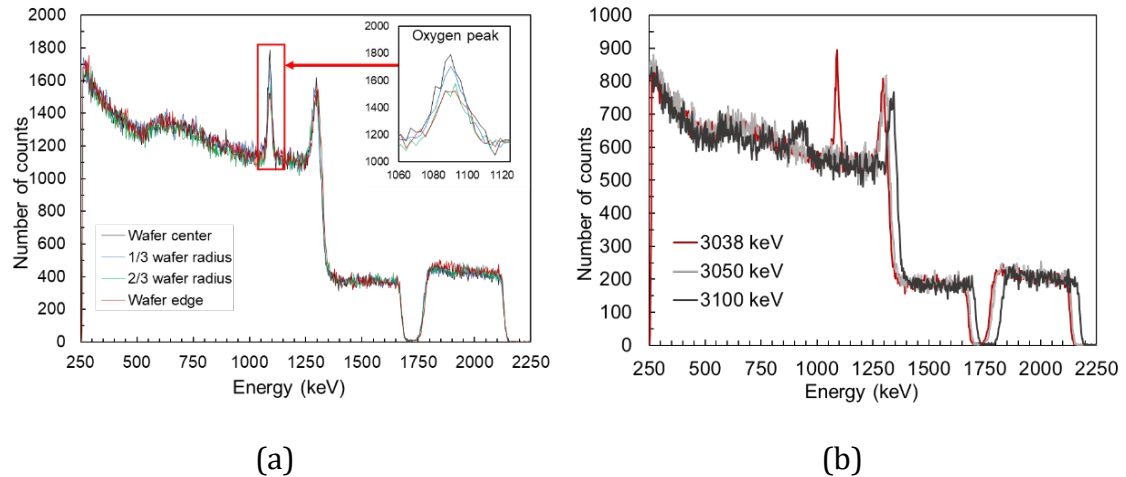 2000
1800
1600
1400
1200
1000
800
600
400
200
0
Number of counts
250 500 750 1000 1250 1500 1750 2000 2250
Energy (keV)
Wafer center
1/3 wafer radius
2/3 wafer radius
Wafer edge
Oxygen peak
2000
1800
1600
1400
1200
1000
1060 1080 1100 1120
(a)
1000
900
800
700
600
500
400
300
200
100
0
Number of counts
250 500 750 1000 1250 1500 1750 2000 2250
Energy (keV)
3038 keV
3050 keV
3100 keV
(b)